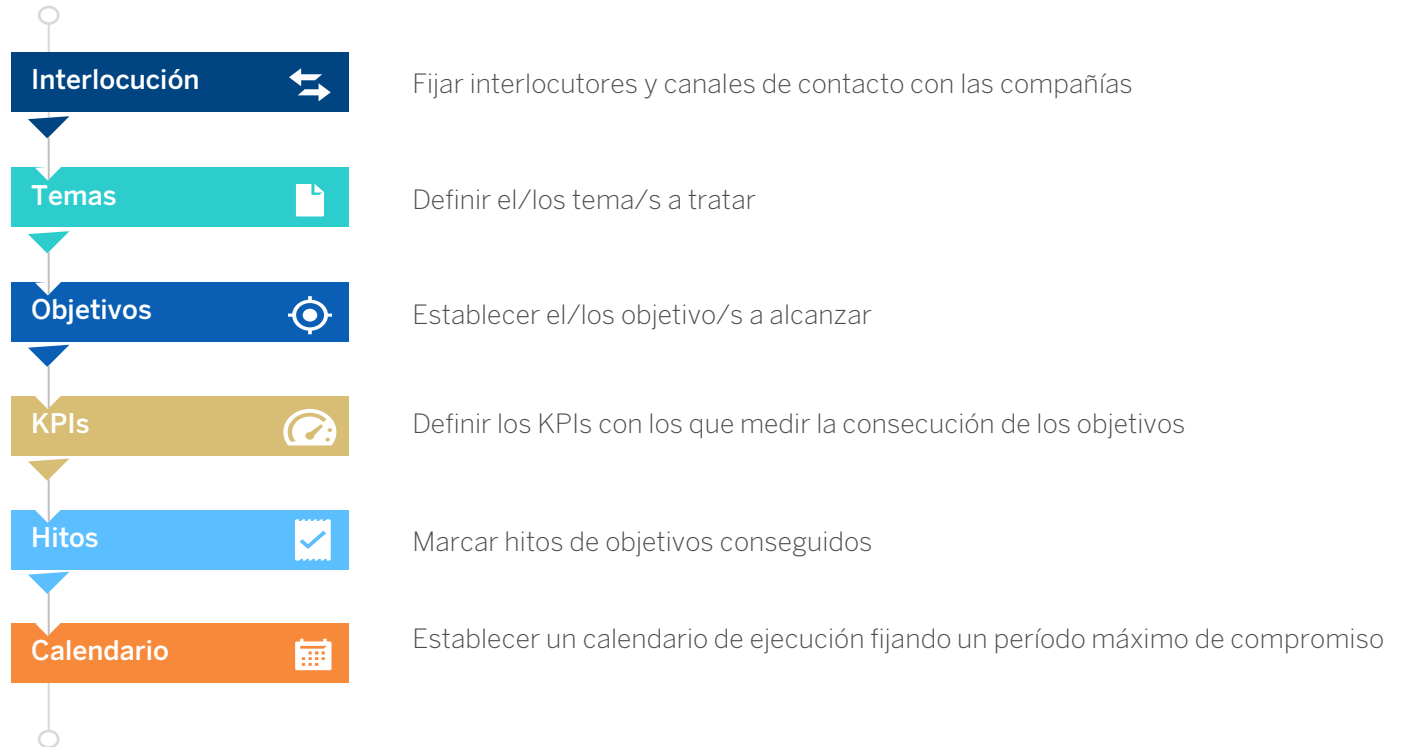 Interlocución
Fijar interlocutores y canales de contacto con las compañías
Temas
Definir el/los tema/s a tratar
Objetivos
Establecer el/los objetivo/s a alcanzar
KPIs
Definir los KPIs con los que medir la consecución de los objetivos
Hitos
Marcar hitos de objetivos conseguidos
Calendario
Establecer un calendario de ejecución fijando un período máximo de compromiso